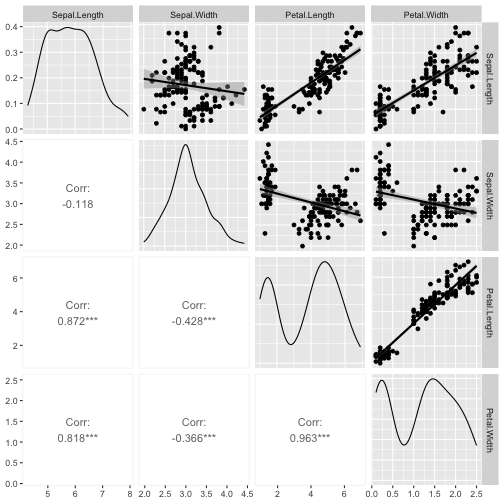 Sepal.Length Sepal.Width Petal.Length Petal.Width
0.4
0.3
0.2
0.1
0.0
Sepal.Length
4.5
4.0
3.5
3.0
2.5
2.0
Corr:
-0.118
Sepal.Width
6
4
2
Corr:
0.872***
Corr:
-0.428***
Petal.Length
2.5
2.0
1.5
1.0
0.5
0.0
Corr:
0.818***
Corr:
-0.366***
Corr:
0.963***
Petal.Width
5 6 7 8 2.0 2.5 3.0 3.5 4.0 4.5 2 4 6 0.0 0.5 1.0 1.5 2.0 2.5